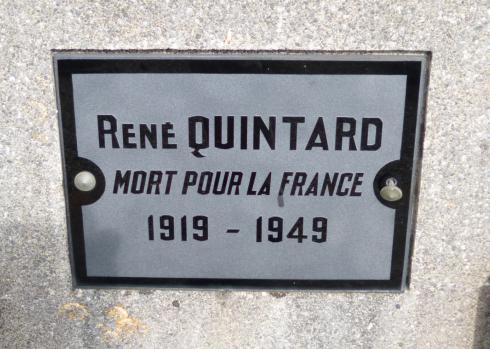 RENÉ QUINTARD
MORT POUR LA FRANCE
1919 - 1949